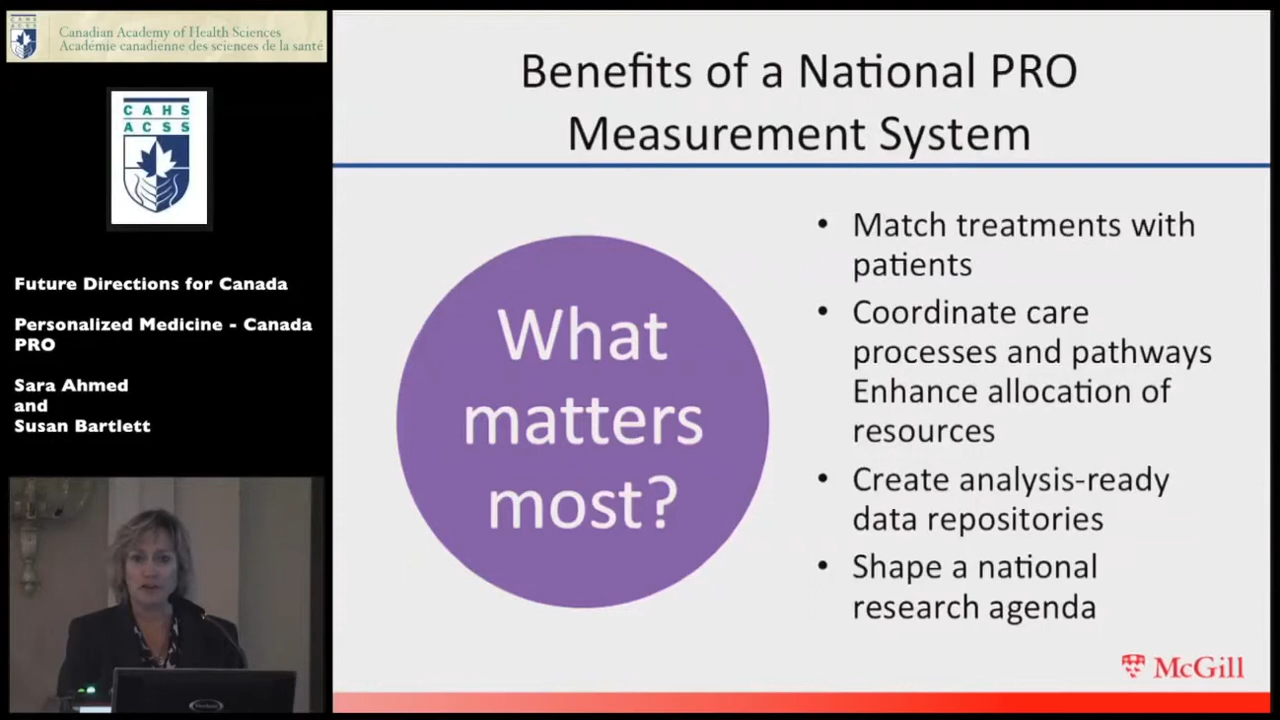 Canadian Academy of Health Sciences
Académie canadienne des sciences de la santé
CAHS
ACSS
Future Directions for Canada
Personalized Medicine - Canada
PRO
Sara Ahmed
and
Susan Bartlett
Benefits of a National PRO
Measurement System
What
matters
most?
• Match treatments with
patients
• Coordinate care
processes and pathways
Enhance allocation of
resources
• Create analysis-ready
data repositories
• Shape a national
research agenda
McGill